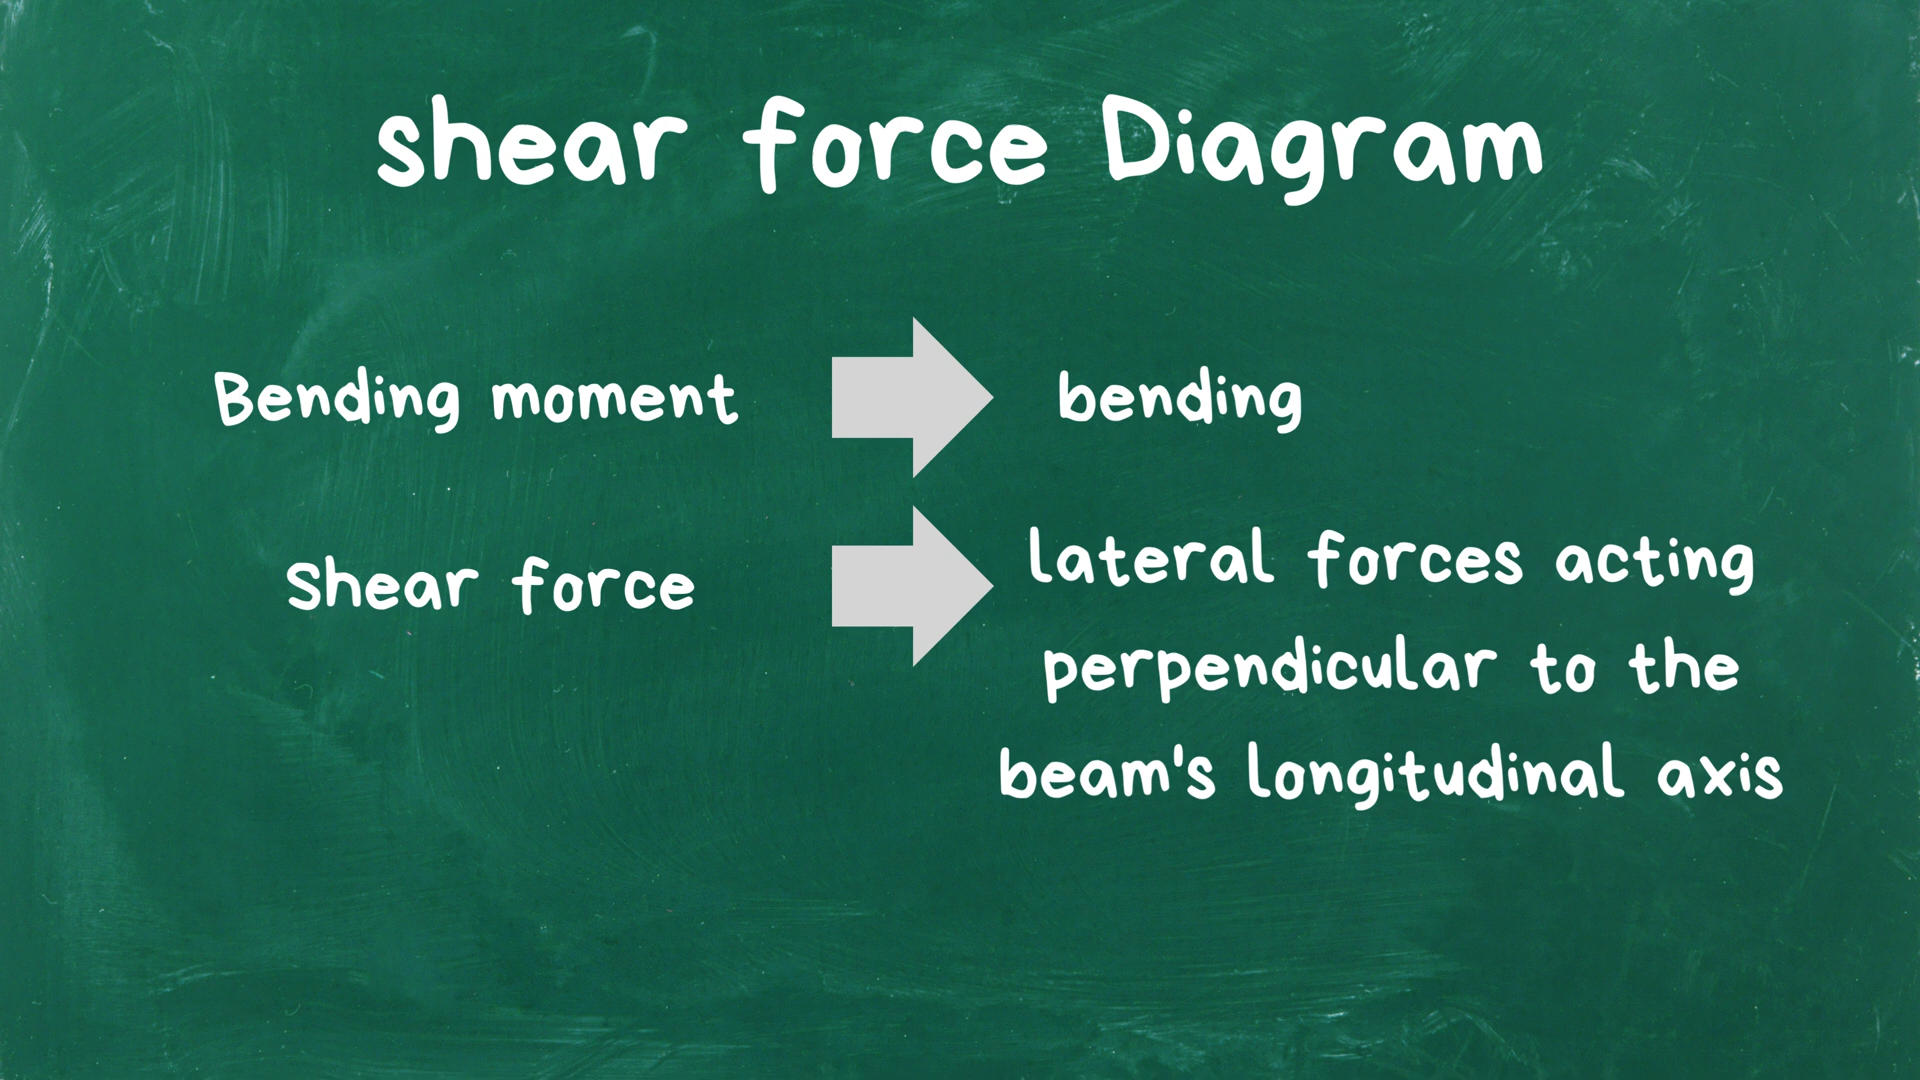 shear force Diagram
Bending moment
bending
Shear force
lateral forces acting
perpendicular to the
beam's longitudinal axis